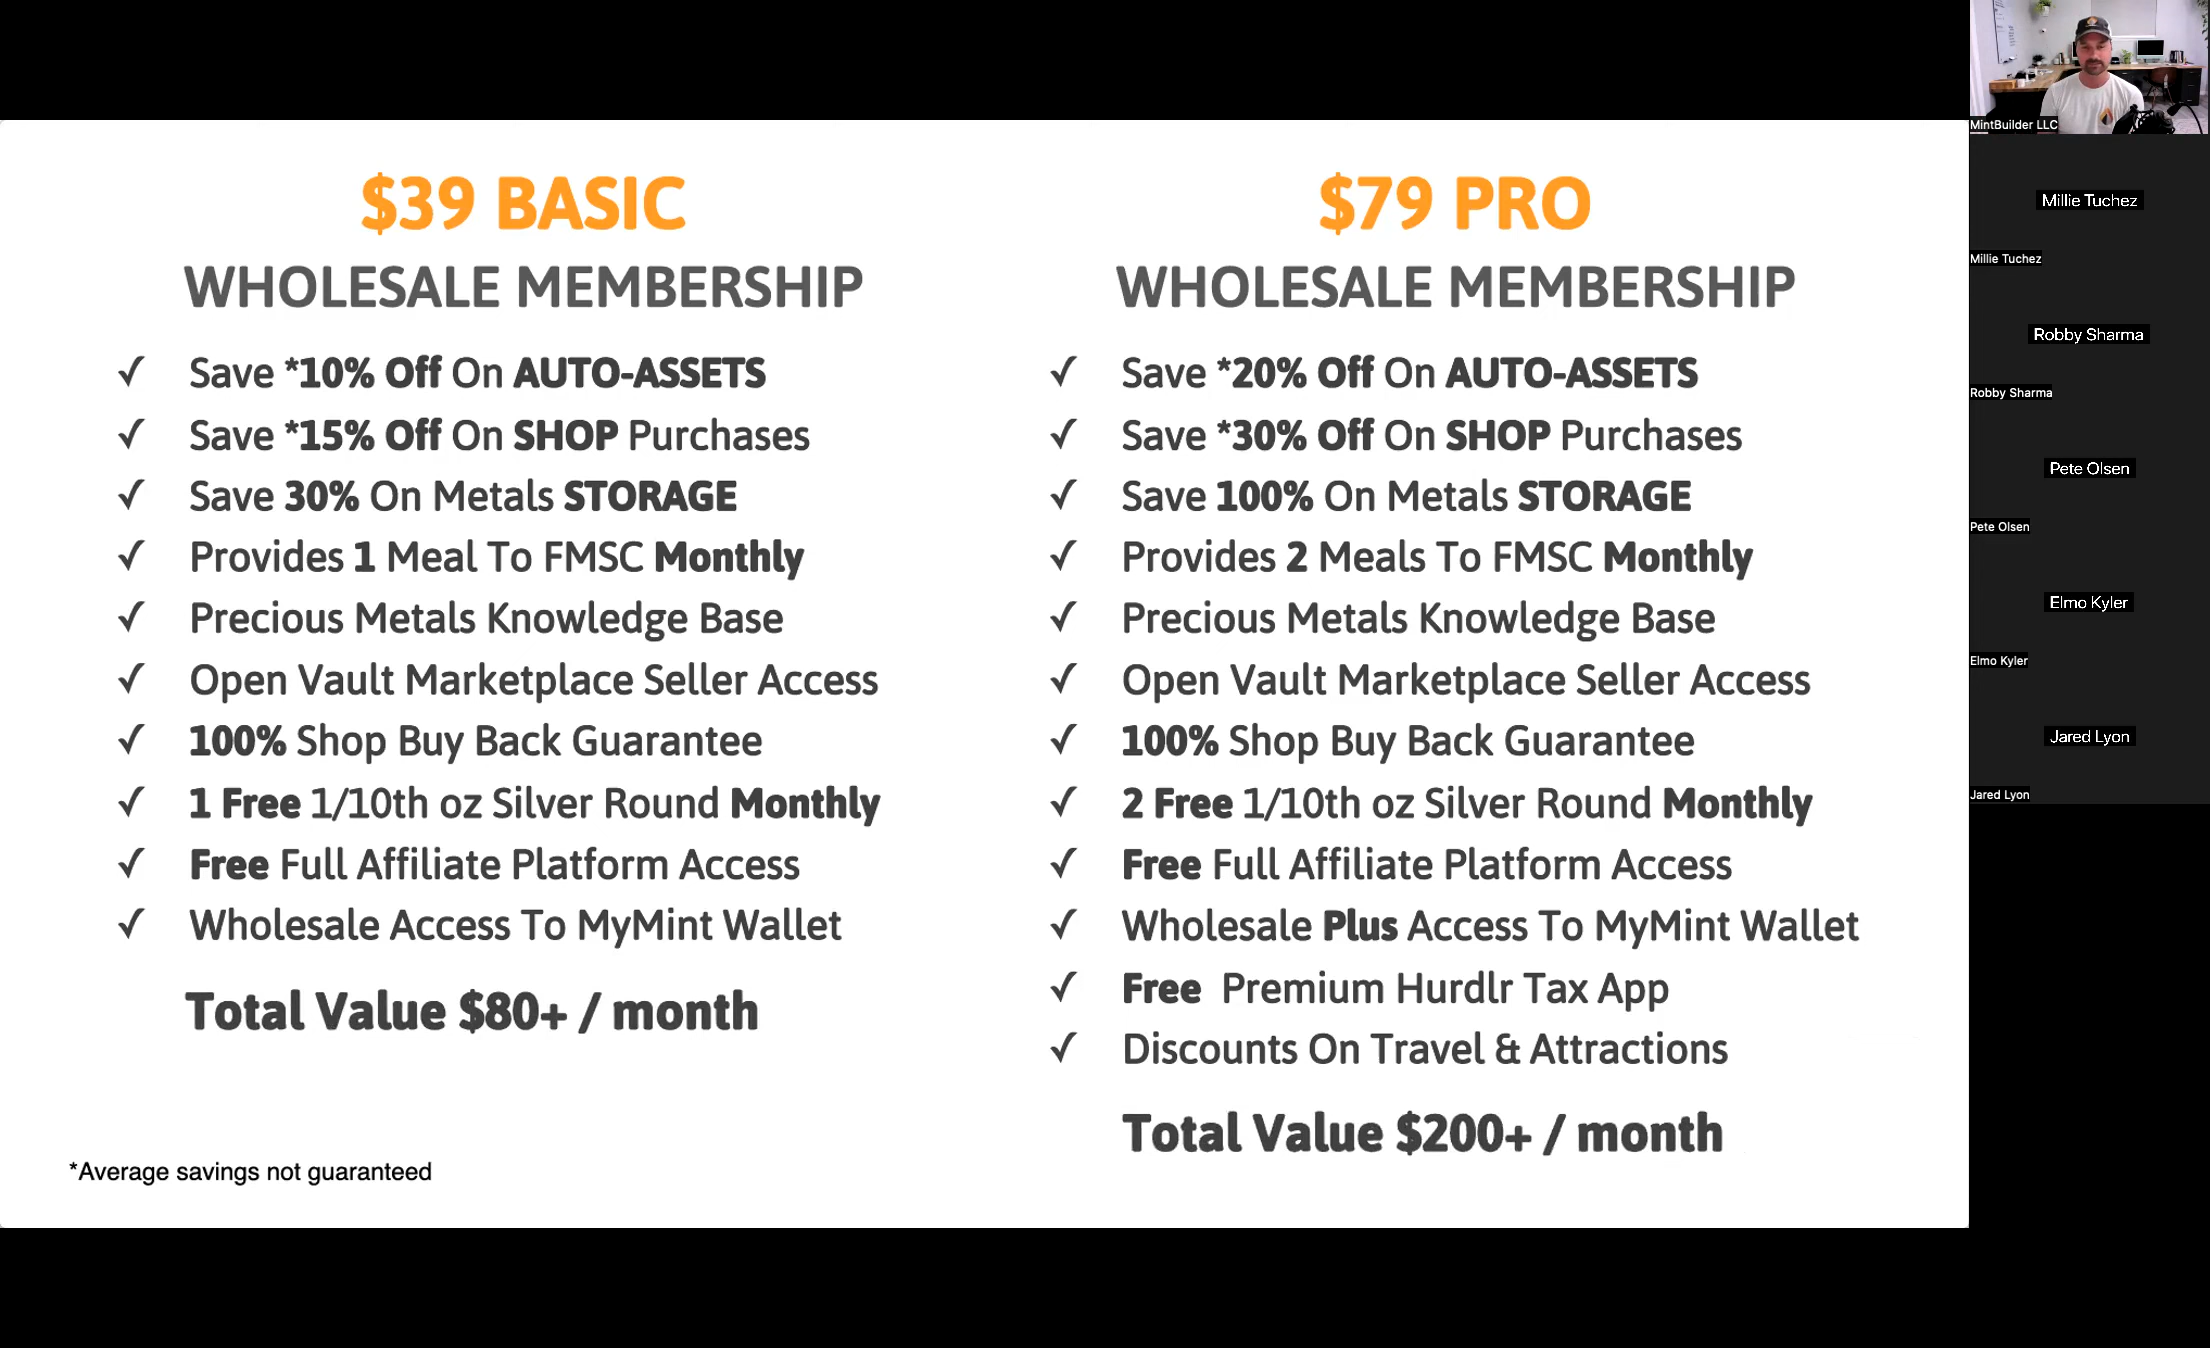 $39 BASIC
WHOLESALE MEMBERSHIP
✓ Save *10% Off On AUTO-ASSETS
✓ Save *15% Off On SHOP Purchases
✓ Save 30% On Metals STORAGE
✓ Provides 1 Meal To FMSC Monthly
✓ Precious Metals Knowledge Base
✓ Open Vault Marketplace Seller Access
✓ 100% Shop Buy Back Guarantee
✓ 1 Free 1/10th oz Silver Round Monthly
✓ Free Full Affiliate Platform Access
✓ Wholesale Access To MyMint Wallet
Total Value $80+ / month
*Average savings not guaranteed
$79 PRO
WHOLESALE MEMBERSHIP
✓ Save *20% Off On AUTO-ASSETS
✓ Save *30% Off On SHOP Purchases
✓ Save 100% On Metals STORAGE
✓ Provides 2 Meals To FMSC Monthly
✓ Precious Metals Knowledge Base
✓ Open Vault Marketplace Seller Access
✓ 100% Shop Buy Back Guarantee
✓ 2 Free 1/10th oz Silver Round Monthly
✓ Free Full Affiliate Platform Access
✓ Wholesale Plus Access To MyMint Wallet
✓ Free Premium Hurdlr Tax App
✓ Discounts On Travel & Attractions
Total Value $200+ / month
MintBuilder LLC
Millie Tuchez
Millie Tuchez
Robby Sharma
Robby Sharma
Pete Olsen
Pete Olsen
Elmo Kyler
Elmo Kyler
Jared Lyon
Jared Lyon